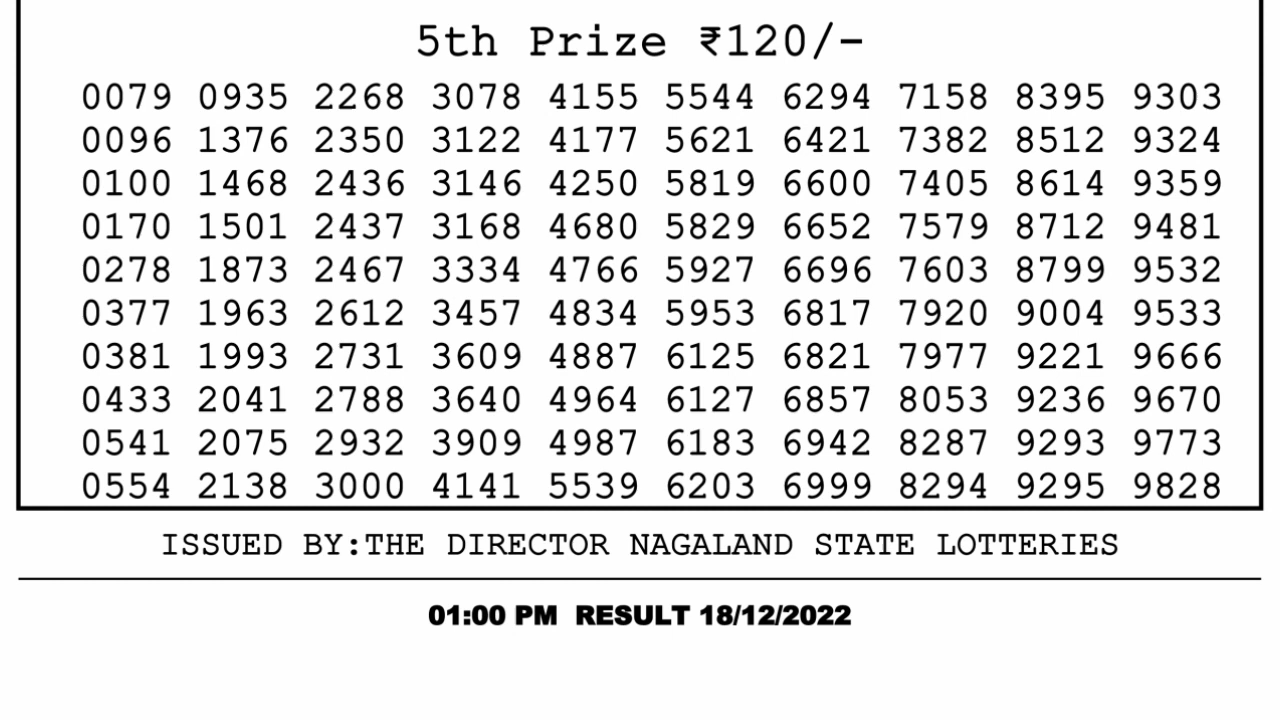 5th Prize ₹120/-
0079 0935 2268 3078 4155 5544 6294 7158 8395 9303
0096 1376 2350 3122 4177 5621 6421 7382 8512 9324
0100 1468 2436 3146 4250 5819 6600 7405 8614 9359
0170 1501 2437 3168 4680 5829 6652 7579 8712 9481
0278 1873 2467 3334 4766 5927 6696 7603 8799 9532
0377 1963 2612 3457 4834 5953 6817 7920 9004 9533
0381 1993 2731 3609 4887 6125 6821 7977 9221 9666
0433 2041 2788 3640 4964 6127 6857 8053 9236 9670
0541 2075 2932 3909 4987 6183 6942 8287 9293 9773
0554 2138 3000 4141 5539 6203 6999 8294 9295 9828
ISSUED BY:THE DIRECTOR NAGALAND STATE LOTTERIES
01:00 PM RESULT 18/12/2022